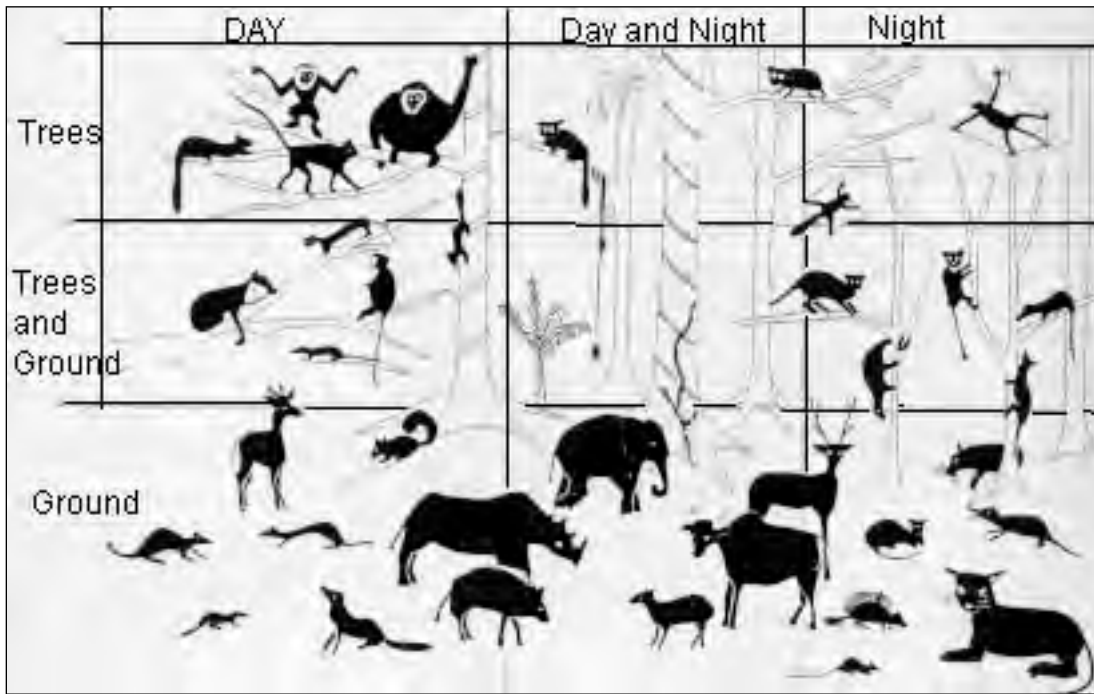 DAY
Day and Night
Night
Trees
Trees
and
Ground
Ground